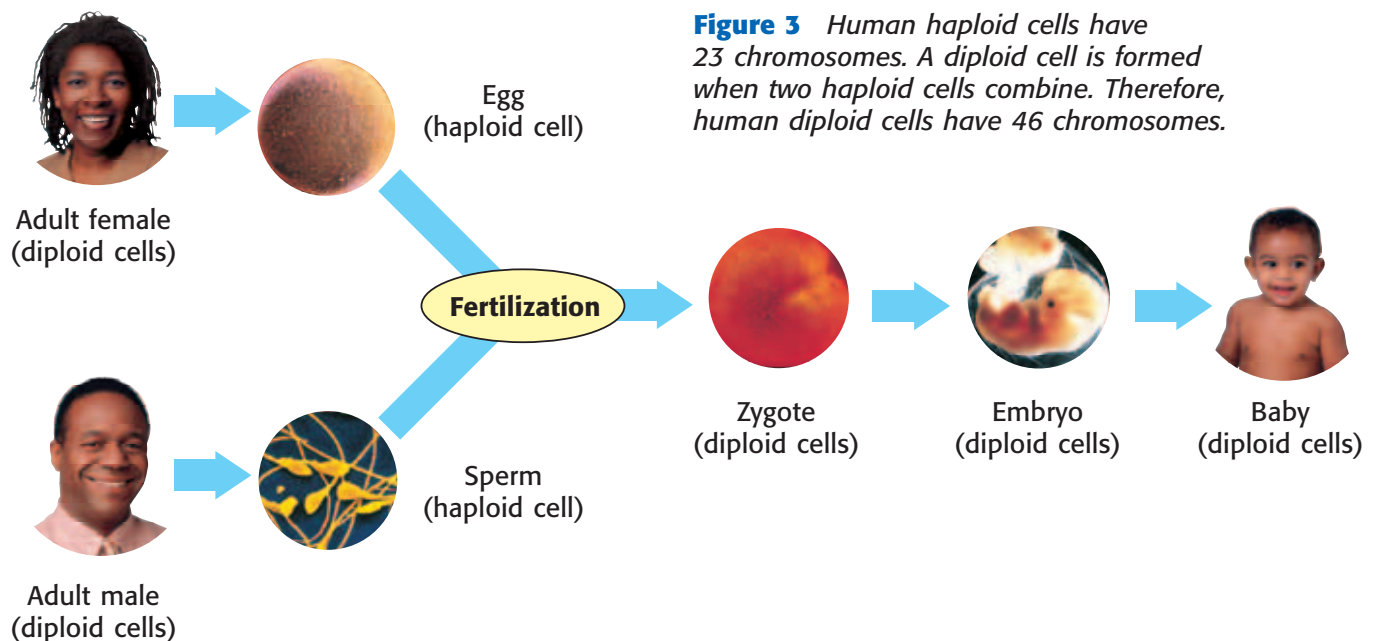 Figure 3 Human haploid cells have
23 chromosomes. A diploid cell is formed
when two haploid cells combine. Therefore,
human diploid cells have 46 chromosomes.
Egg
(haploid cell)
Adult female
(diploid cells)
Fertilization
Zygote
(diploid cells)
Embryo
(diploid cells)
Baby
(diploid cells)
Sperm
(haploid cell)
Adult male
(diploid cells)